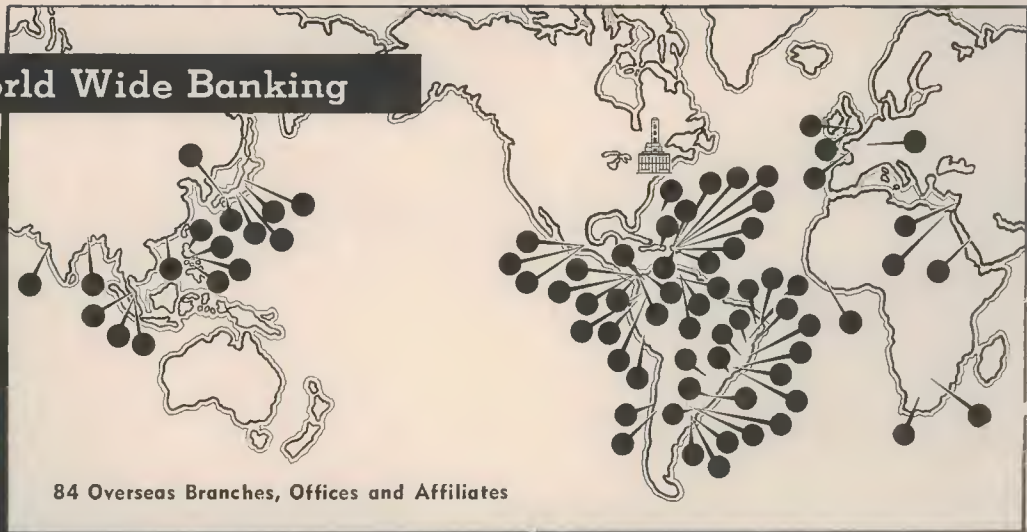 rld Wide Banking
84 Overseas Branches, Offices and Affiliates